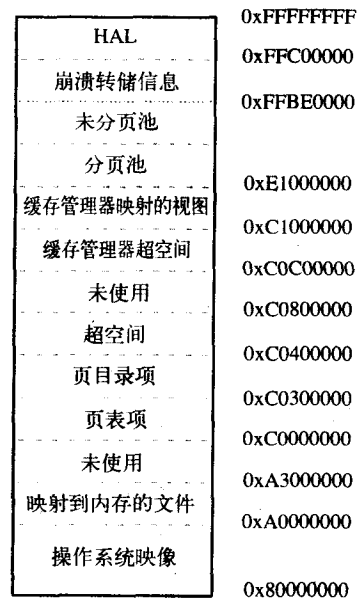 0xFFFFFFFF
HAL
0xFFC00000
崩溃转储信息
0xFFBE0000
未分页池
分页池
0xE1000000
缓存管理器映射的视图
0xC1000000
缓存管理器超空间
0xC0C00000
未使用
0xC0800000
超空间
0xC0400000
页目录项
0xC0300000
页表项
0xC0000000
未使用
0xA3000000
映射到内存的文件
0xA0000000
操作系统映像
0x80000000